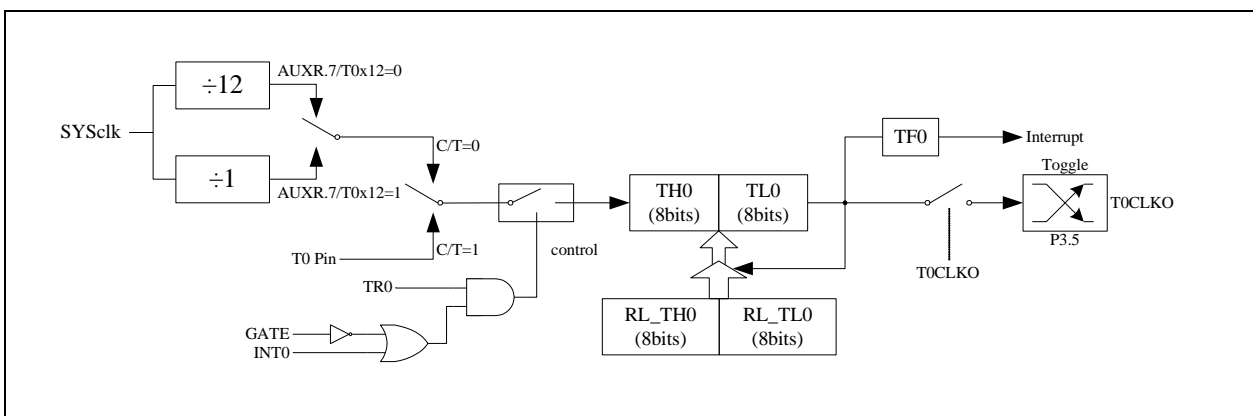 AUXR.7/T0x12=0
÷12
SYSclk
÷1
AUXR.7/T0x12=1
C/T=0
C/T=1
T0 Pin
TR0
GATE
INT0
control
TH0
(8bits)
TL0
(8bits)
RL_TH0
(8bits)
RL_TL0
(8bits)
TF0
Interrupt
Toggle
T0CLKO
P3.5
T0CLKO